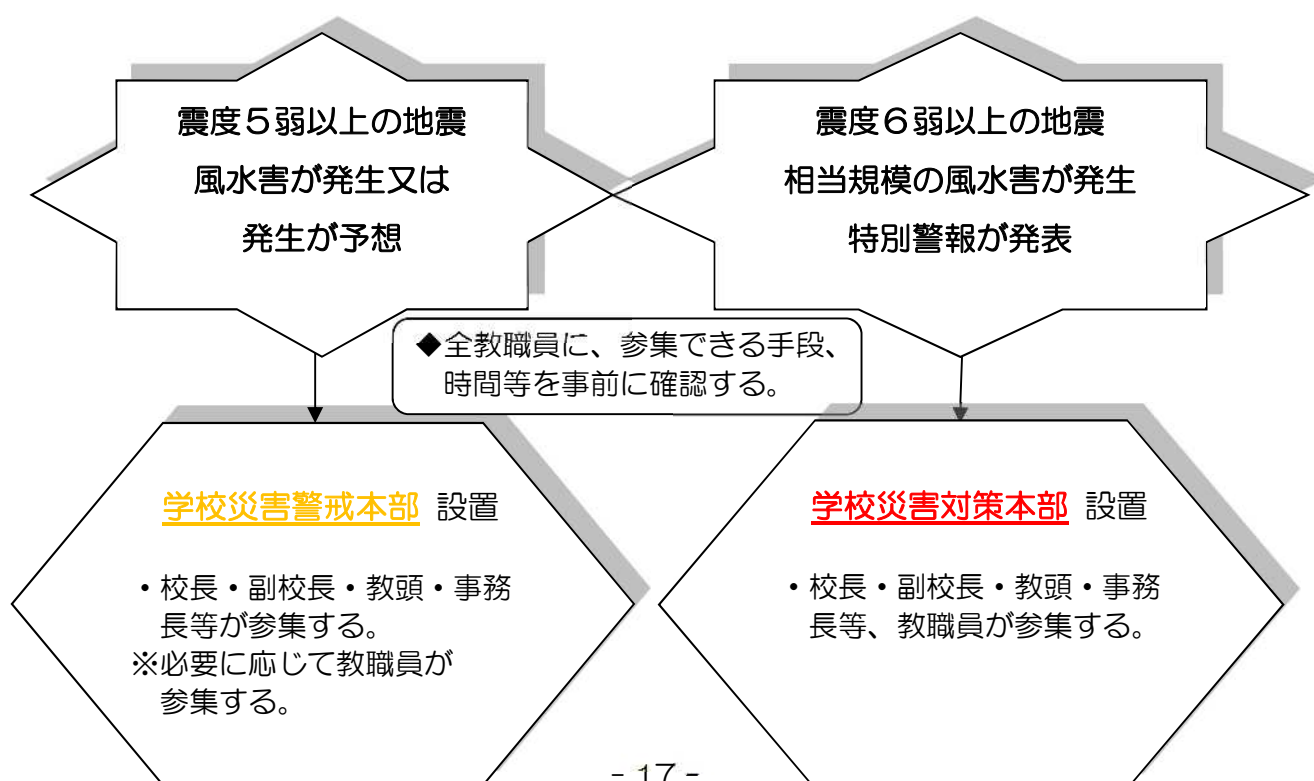 震度5弱以上の地震
風水害が発生又は
発生が予想
震度6弱以上の地震
相当規模の風水害が発生
特別警報が発表
◆全教職員に、参集できる手段、
時間等を事前に確認する。
学校災害警戒本部 設置
・校長・副校長・教頭・事務
長等が参集する。
※必要に応じて教職員が
参集する。
学校災害対策本部 設置
・校長・副校長・教頭・事務
長等、教職員が参集する。
- 17 -